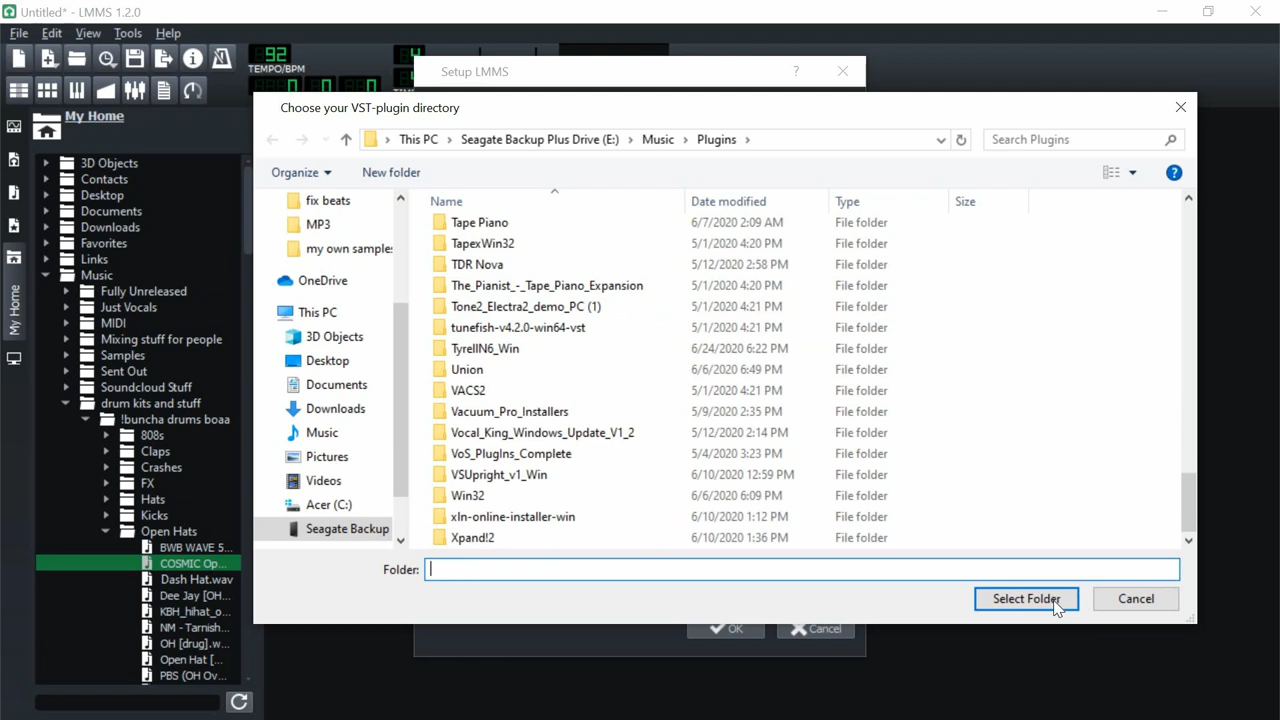 Untitled* - LMMS 1.2.0
File Edit View Tools Help
92
TEMPO/BPM
4
Setup LMMS
?
0 0 0
Choose your VST-plugin directory
My Home
This PC > Seagate Backup Plus Drive (E:) > Music > Plugins >
Search Plugins
Organize
New folder
Name Date modified Type Size
fix beats
MP3
my own samples
OneDrive
This PC
3D Objects
Desktop
Documents
Downloads
Music
Pictures
Videos
Acer (C:)
Seagate Backup
Tape Piano 6/7/2020 2:09 AM File folder
TapexWin32 5/1/2020 4:20 PM File folder
TDR Nova 5/12/2020 2:58 PM File folder
The_Pianist_-_Tape_Piano_Expansion 5/1/2020 4:20 PM File folder
Tone2_Electra2_demo_PC (1) 5/1/2020 4:21 PM File folder
tunefish-v4.2.0-win64-vst 5/1/2020 4:21 PM File folder
TyrellN6_Win 6/24/2020 6:22 PM File folder
Union 6/6/2020 6:49 PM File folder
VACS2 5/1/2020 4:21 PM File folder
Vacuum_Pro_Installers 5/9/2020 2:35 PM File folder
Vocal_King_Windows_Update_V1_2 5/12/2020 2:14 PM File folder
VoS_PlugIns_Complete 5/4/2020 3:23 PM File folder
VSUpright_v1_Win 6/10/2020 12:59 PM File folder
Win32 6/6/2020 6:09 PM File folder
xln-online-installer-win 6/10/2020 1:12 PM File folder
Xpand!2 6/10/2020 1:36 PM File folder
Folder:
Select Folder
Cancel
OK
Cancel
My Home
3D Objects
Contacts
Desktop
Documents
Downloads
Favorites
Links
Music
Fully Unreleased
Just Vocals
MIDI
Mixing stuff for people
Samples
Sent Out
Soundcloud Stuff
drum kits and stuff
!buncha drums boaa
808s
Claps
Crashes
FX
Hats
Kicks
Open Hats
BWB WAVE 5...
COSMIC Op...
Dash Hat.wav
Dee Jay [OH...
KBH_hihat_o...
NM - Tarnish...
OH [drug].w...
Open Hat [...
PBS (OH Ov...